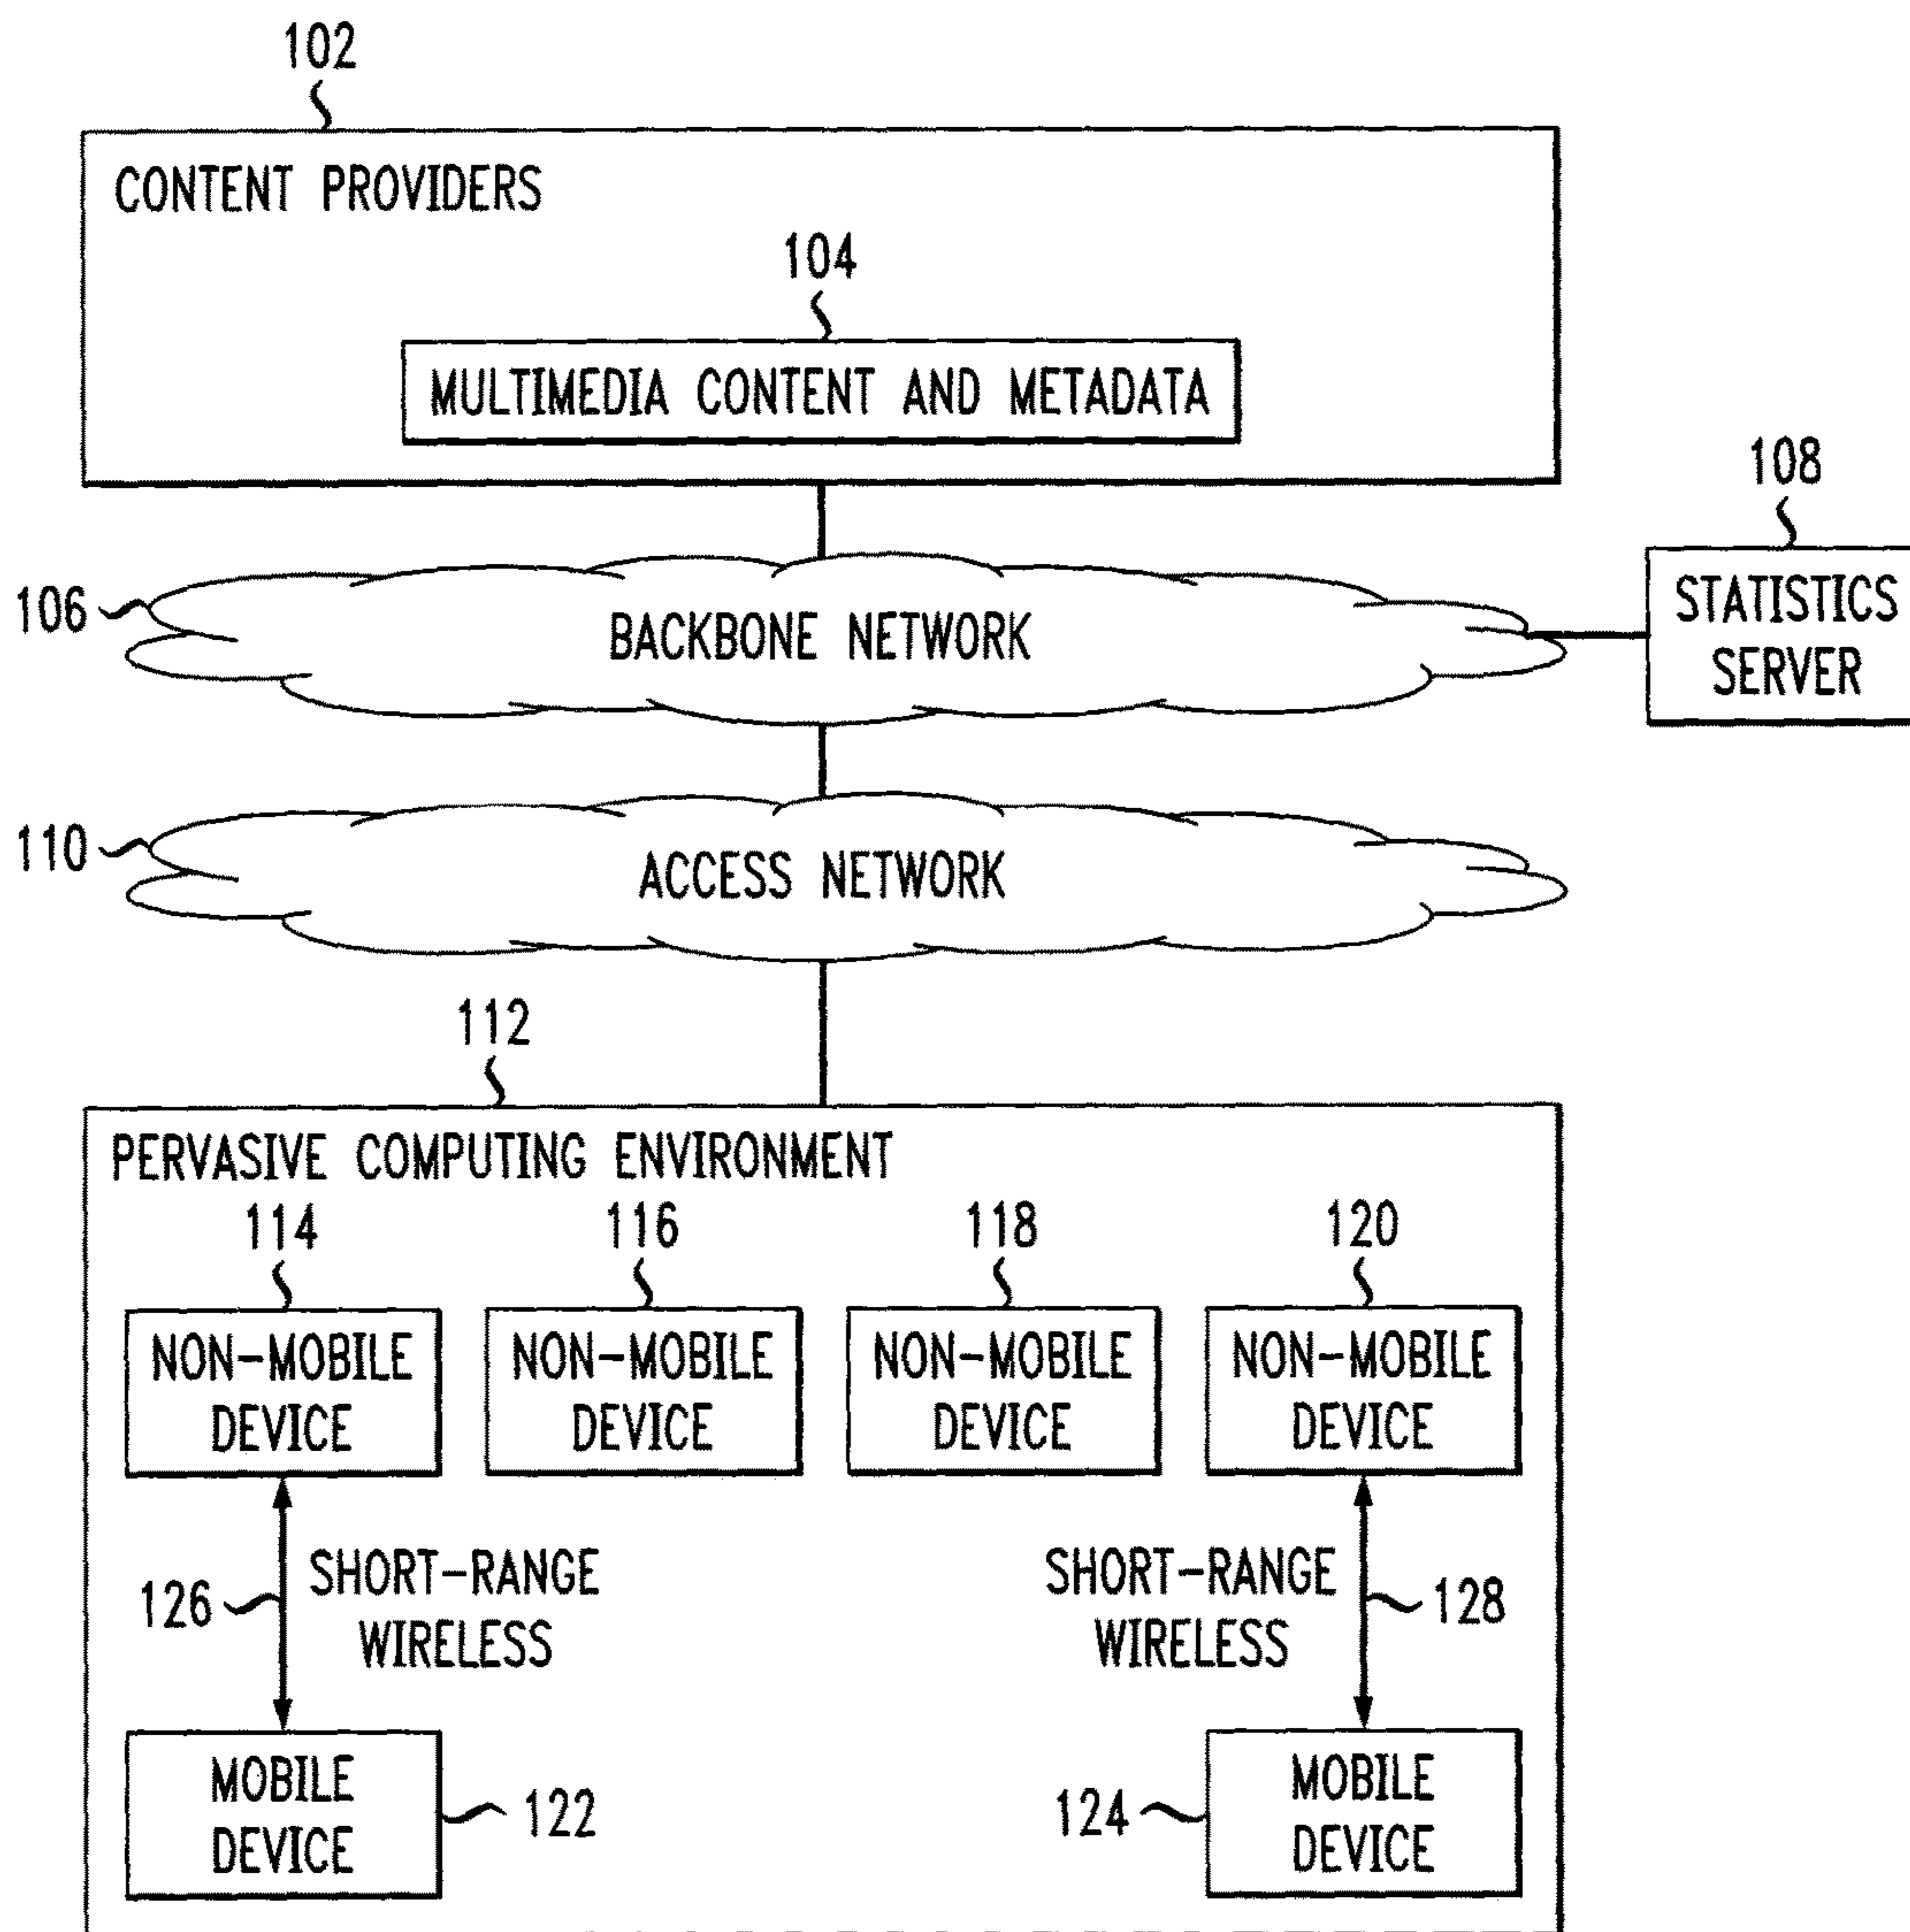 102
CONTENT PROVIDERS
104
MULTIMEDIA CONTENT AND METADATA
108
106
BACKBONE NETWORK
STATISTICS
SERVER
110
ACCESS NETWORK
112
PERVASIVE COMPUTING ENVIRONMENT
114
116
118
120
NON-MOBILE
DEVICE
NON-MOBILE
DEVICE
NON-MOBILE
DEVICE
NON-MOBILE
DEVICE
126
SHORT-RANGE
WIRELESS
SHORT-RANGE
WIRELESS
128
MOBILE
DEVICE
122
124
MOBILE
DEVICE